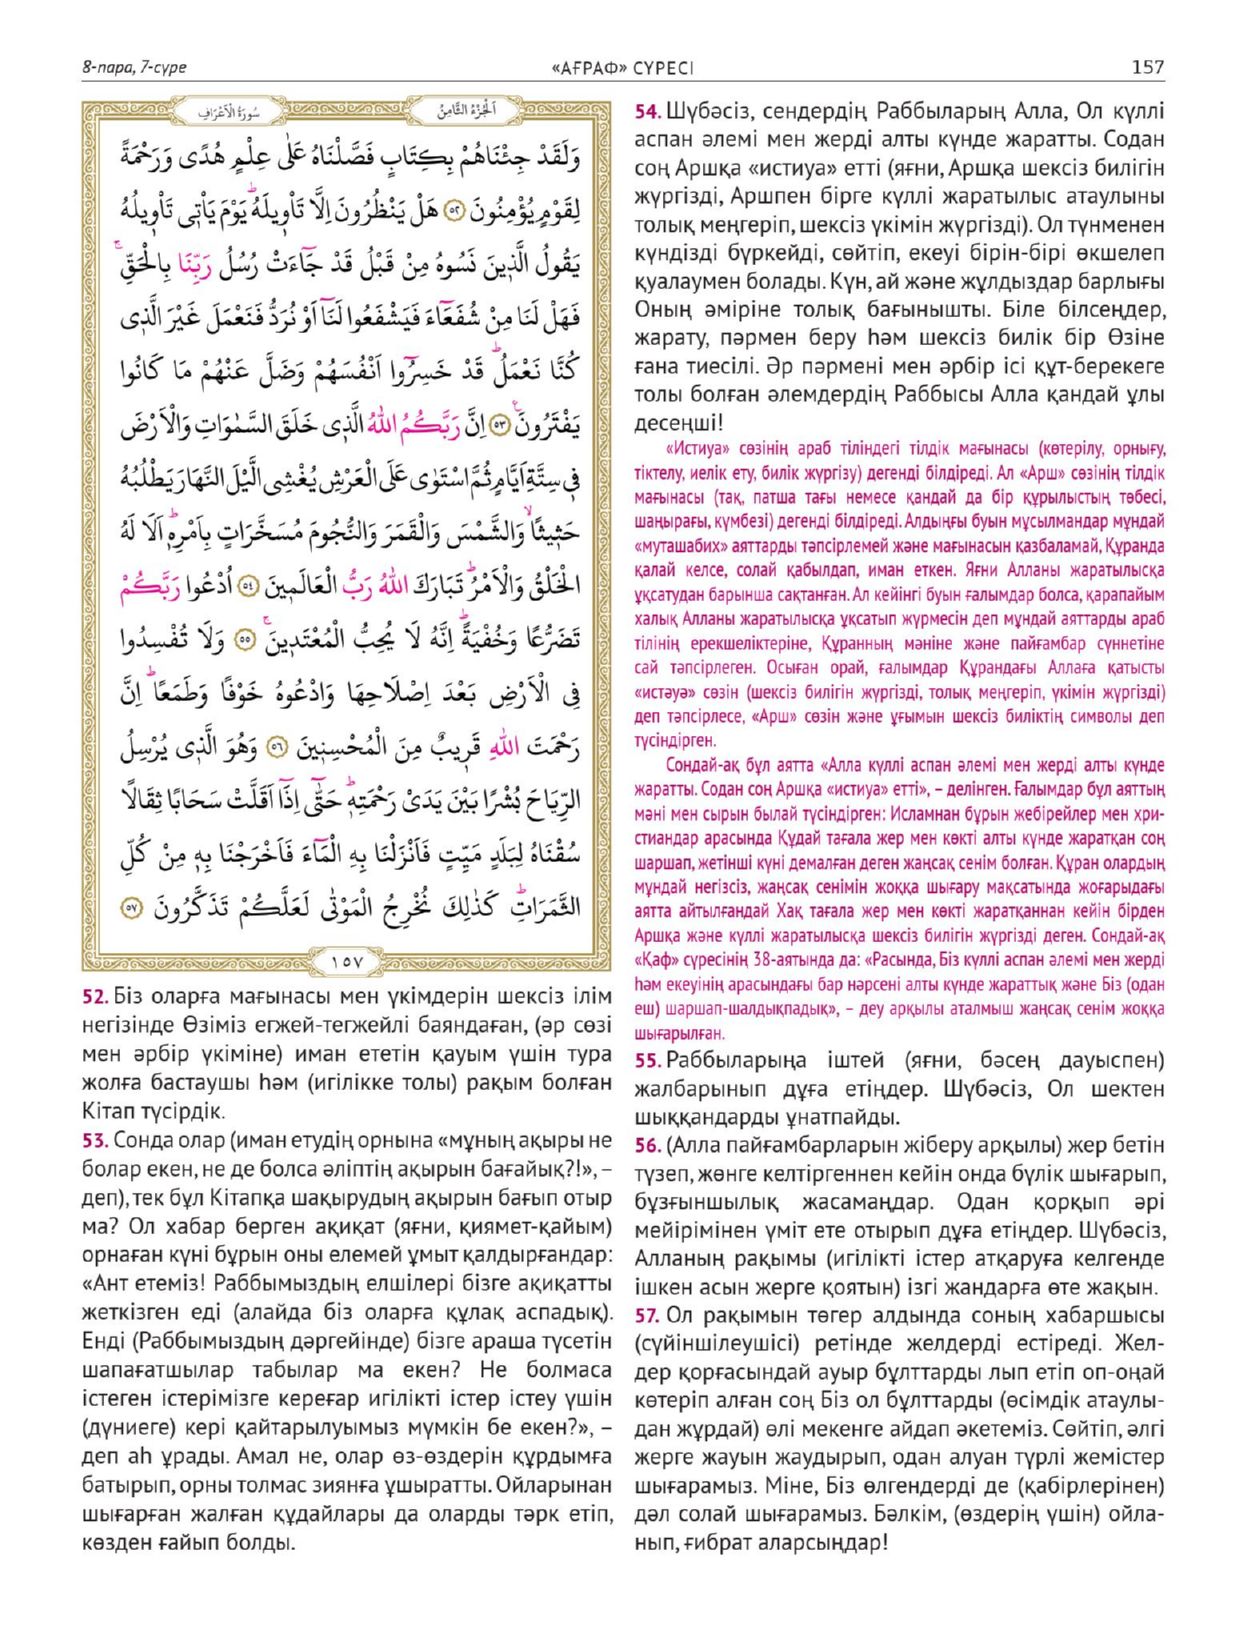 8-пара, 7-сүре
«АҒРАФ» СҮРЕСІ
157
سُورَةُ الْاَعْرَافِ
اَلْجُزْءُ الثَّامِنُ
وَلَقَدْ جِئْنَاهُمْ بِكِتَابٍ فَصَّلْنَاهُ عَلٰى عِلْمٍ هُدًى وَرَحْمَةً
لِقَوْمٍ يُؤْمِنُونَ ﴿٥٢﴾ هَلْ يَنْظُرُونَ اِلَّا تَأْوِيلَهُۜ يَوْمَ يَأْتِي تَأْوِيلُهُ
يَقُولُ الَّذِينَ نَسُوهُ مِنْ قَبْلُ قَدْ جَٓاءَتْ رُسُلُ رَبِّنَا بِالْحَقِّۚ
فَهَلْ لَنَا مِنْ شُفَعَٓاءَ فَيَشْفَعُوا لَنَٓا اَوْ نُرَدُّ فَنَعْمَلَ غَيْرَ الَّذِي
كُنَّا نَعْمَلُۜ قَدْ خَسِرُٓوا اَنْفُسَهُمْ وَضَلَّ عَنْهُمْ مَا كَانُوا
يَفْتَرُونَۚ ﴿٥٣﴾ اِنَّ رَبَّكُمُ اللّٰهُ الَّذِي خَلَقَ السَّمٰوَاتِ وَالْاَرْضَ
فِي سِتَّةِ اَيَّامٍ ثُمَّ اسْتَوٰى عَلَى الْعَرْشِ يُغْشِي الَّيْلَ النَّهَارَ يَطْلُبُهُ
حَثِيثًاۙ وَالشَّمْسَ وَالْقَمَرَ وَالنُّجُومَ مُسَخَّرَاتٍ بِاَمْرِهِۜ اَلَا لَهُ
الْخَلْقُ وَالْاَمْرُۜ تَبَارَكَ اللّٰهُ رَبُّ الْعَالَمِينَ ﴿٥٤﴾ اُدْعُوا رَبَّكُمْ
تَضَرُّعًا وَخُفْيَةًۜ اِنَّهُ لَا يُحِبُّ الْمُعْتَدِينَۚ ﴿٥٥﴾ وَلَا تُفْسِدُوا
فِي الْاَرْضِ بَعْدَ اِصْلَاحِهَا وَادْعُوهُ خَوْفًا وَطَمَعًاۜ اِنَّ
رَحْمَتَ اللّٰهِ قَرِيبٌ مِنَ الْمُحْسِنِينَ ﴿٥٦﴾ وَهُوَ الَّذِي يُرْسِلُ
الرِّيَاحَ بُشْرًا بَيْنَ يَدَيْ رَحْمَتِهِۜ حَتّٰٓى اِذَٓا اَقَلَّتْ سَحَابًا ثِقَالًا
سُقْنَاهُ لِبَلَدٍ مَيِّتٍ فَاَنْزَلْنَا بِهِ الْمَٓاءَ فَاَخْرَجْنَا بِهِ مِنْ كُلِّ
الثَّمَرَاتِۜ كَذٰلِكَ نُخْرِجُ الْمَوْتٰى لَعَلَّكُمْ تَذَكَّرُونَ ﴿٥٧﴾
١٥٧
52. Біз оларға мағынасы мен үкімдерін шексіз ілім
негізінде Өзіміз егжей-тегжейлі баяндаған, (әр сөзі
мен әрбір үкіміне) иман ететін қауым үшін тура
жолға бастаушы һәм (игілікке толы) рақым болған
Кітап түсірдік.
53. Сонда олар (иман етудің орнына «мұның ақыры не
болар екен, не де болса әліптің ақырын бағайық?!», –
деп), тек бұл Кітапқа шақырудың ақырын бағып отыр
ма? Ол хабар берген ақиқат (яғни, қиямет-қайым)
орнаған күні бұрын оны елемей ұмыт қалдырғандар:
«Ант етеміз! Раббымыздың елшілері бізге ақиқатты
жеткізген еді (алайда біз оларға құлақ аспадық).
Енді (Раббымыздың дәргейінде) бізге араша түсетін
шапағатшылар табылар ма екен? Не болмаса
істеген істерімізге кереғар игілікті істер істеу үшін
(дүниеге) кері қайтарылуымыз мүмкін бе екен?», –
деп аһ ұрады. Амал не, олар өз-өздерін құрдымға
батырып, орны толмас зиянға ұшыратты. Ойларынан
шығарған жалған құдайлары да оларды тәрк етіп,
көзден ғайып болды.
54. Шүбәсіз, сендердің Раббыларың Алла, Ол күллі
аспан әлемі мен жерді алты күнде жаратты. Содан
соң Аршқа «истиуа» етті (яғни, Аршқа шексіз билігін
жүргізді, Аршпен бірге күллі жаратылыс атаулыны
толық меңгеріп, шексіз үкімін жүргізді). Ол түнменен
күндізді бүркейді, сөйтіп, екеуі бірін-бірі өкшелеп
қуалаумен болады. Күн, ай және жұлдыздар барлығы
Оның әміріне толық бағынышты. Біле білсеңдер,
жарату, пәрмен беру һәм шексіз билік бір Өзіне
ғана тиесілі. Әр пәрмені мен әрбір ісі құт-берекеге
толы болған әлемдердің Раббысы Алла қандай ұлы
десеңші!
«Истиуа» сөзінің араб тіліндегі тілдік мағынасы (көтерілу, орнығу,
тіктелу, иелік ету, билік жүргізу) дегенді білдіреді. Ал «Арш» сөзінің тілдік
мағынасы (тақ, патша тағы немесе қандай да бір құрылыстың төбесі,
шаңырағы, күмбезі) дегенді білдіреді. Алдыңғы буын мұсылмандар мұндай
«муташабих» аяттарды тәпсірлемей және мағынасын қазбаламай, Құранда
қалай келсе, солай қабылдап, иман еткен. Яғни Алланы жаратылысқа
ұқсатудан барынша сақтанған. Ал кейінгі буын ғалымдар болса, қарапайым
халық Алланы жаратылысқа ұқсатып жүрмесін деп мұндай аяттарды араб
тілінің ерекшеліктеріне, Құранның мәніне және пайғамбар сүннетіне
сай тәпсірлеген. Осыған орай, ғалымдар Құрандағы Аллаға қатысты
«истәуә» сөзін (шексіз билігін жүргізді, толық меңгеріп, үкімін жүргізді)
деп тәпсірлесе, «Арш» сөзін және ұғымын шексіз биліктің символы деп
түсіндірген.
Сондай-ақ бұл аятта «Алла күллі аспан әлемі мен жерді алты күнде
жаратты. Содан соң Аршқа «истиуа» етті», – делінген. Ғалымдар бұл аяттың
мәні мен сырын былай түсіндірген: Исламнан бұрын жебірейлер мен хри-
стиандар арасында Құдай тағала жер мен көкті алты күнде жаратқан соң
шаршап, жетінші күні демалған деген жаңсақ сенім болған. Құран олардың
мұндай негізсіз, жаңсақ сенімін жоққа шығару мақсатында жоғарыдағы
аятта айтылғандай Хақ тағала жер мен көкті жаратқаннан кейін бірден
Аршқа және күллі жаратылысқа шексіз билігін жүргізді деген. Сондай-ақ
«Қаф» сүресінің 38-аятында да: «Расында, Біз күллі аспан әлемі мен жерді
һәм екеуінің арасындағы бар нәрсені алты күнде жараттық және Біз (одан
еш) шаршап-шалдықпадық», – деу арқылы аталмыш жаңсақ сенім жоққа
шығарылған.
55. Раббыларыңа іштей (яғни, бәсең дауыспен)
жалбарынып дұға етіңдер. Шүбәсіз, Ол шектен
шыққандарды ұнатпайды.
56. (Алла пайғамбарларын жіберу арқылы) жер бетін
түзеп, жөнге келтіргеннен кейін онда бүлік шығарып,
бұзғыншылық жасамаңдар. Одан қорқып әрі
мейірімінен үміт ете отырып дұға етіңдер. Шүбәсіз,
Алланың рақымы (игілікті істер атқаруға келгенде
ішкен асын жерге қоятын) ізгі жандарға өте жақын.
57. Ол рақымын төгер алдында соның хабаршысы
(сүйіншілеушісі) ретінде желдерді естіреді. Жел-
дер қорғасындай ауыр бұлттарды лып етіп оп-оңай
көтеріп алған соң Біз ол бұлттарды (өсімдік атаулы-
дан жұрдай) өлі мекенге айдап әкетеміз. Сөйтіп, әлгі
жерге жауын жаудырып, одан алуан түрлі жемістер
шығарамыз. Міне, Біз өлгендерді де (қабірлерінен)
дәл солай шығарамыз. Бәлкім, (өздерің үшін) ойла-
нып, ғибрат аларсыңдар!